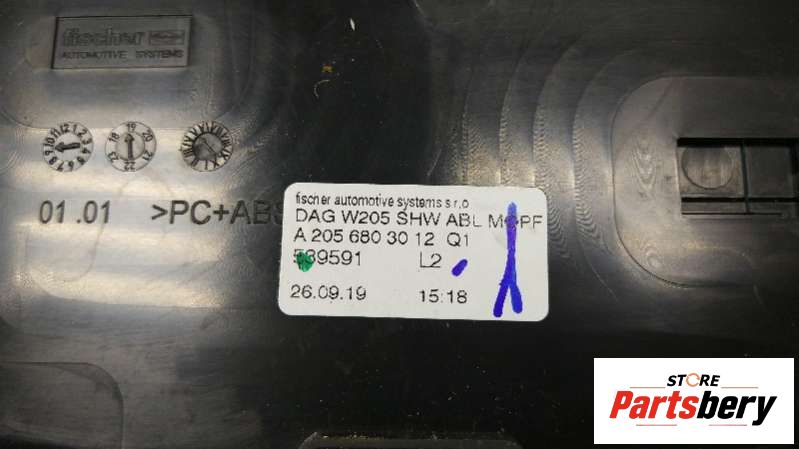 fischer
AUTOMOTIVE SYSTEMS
01.01 >PC+ABS
fischer automotive systems s.r.o
DAG W205 SHW ABL MOPF
A 205 680 30 12 Q1
539591 L2
26.09.19 15:18
STORE
Partsbery